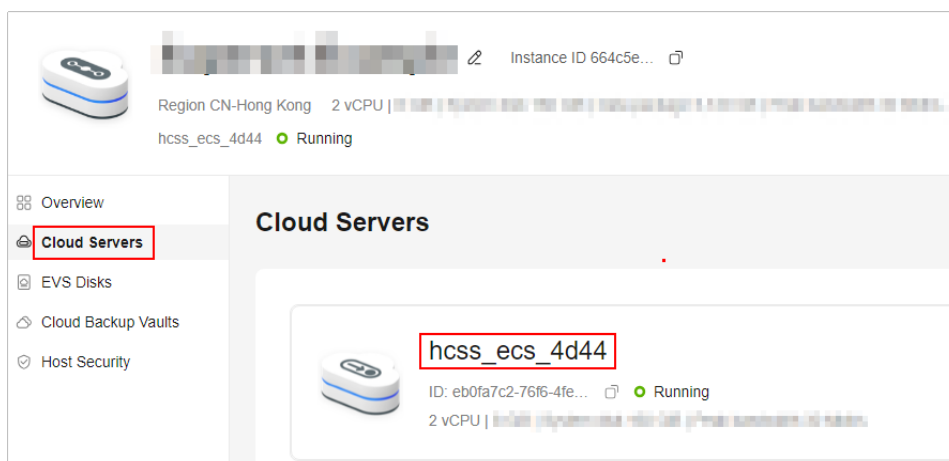 Instance ID 664c5e...
Region CN-Hong Kong 2 vCPU |
hcss_ecs_4d44 Running
Overview
Cloud Servers
EVS Disks
Cloud Backup Vaults
Host Security
Cloud Servers
hcss_ecs_4d44
ID: eb0fa7c2-76f6-4fe... Running
2 vCPU |